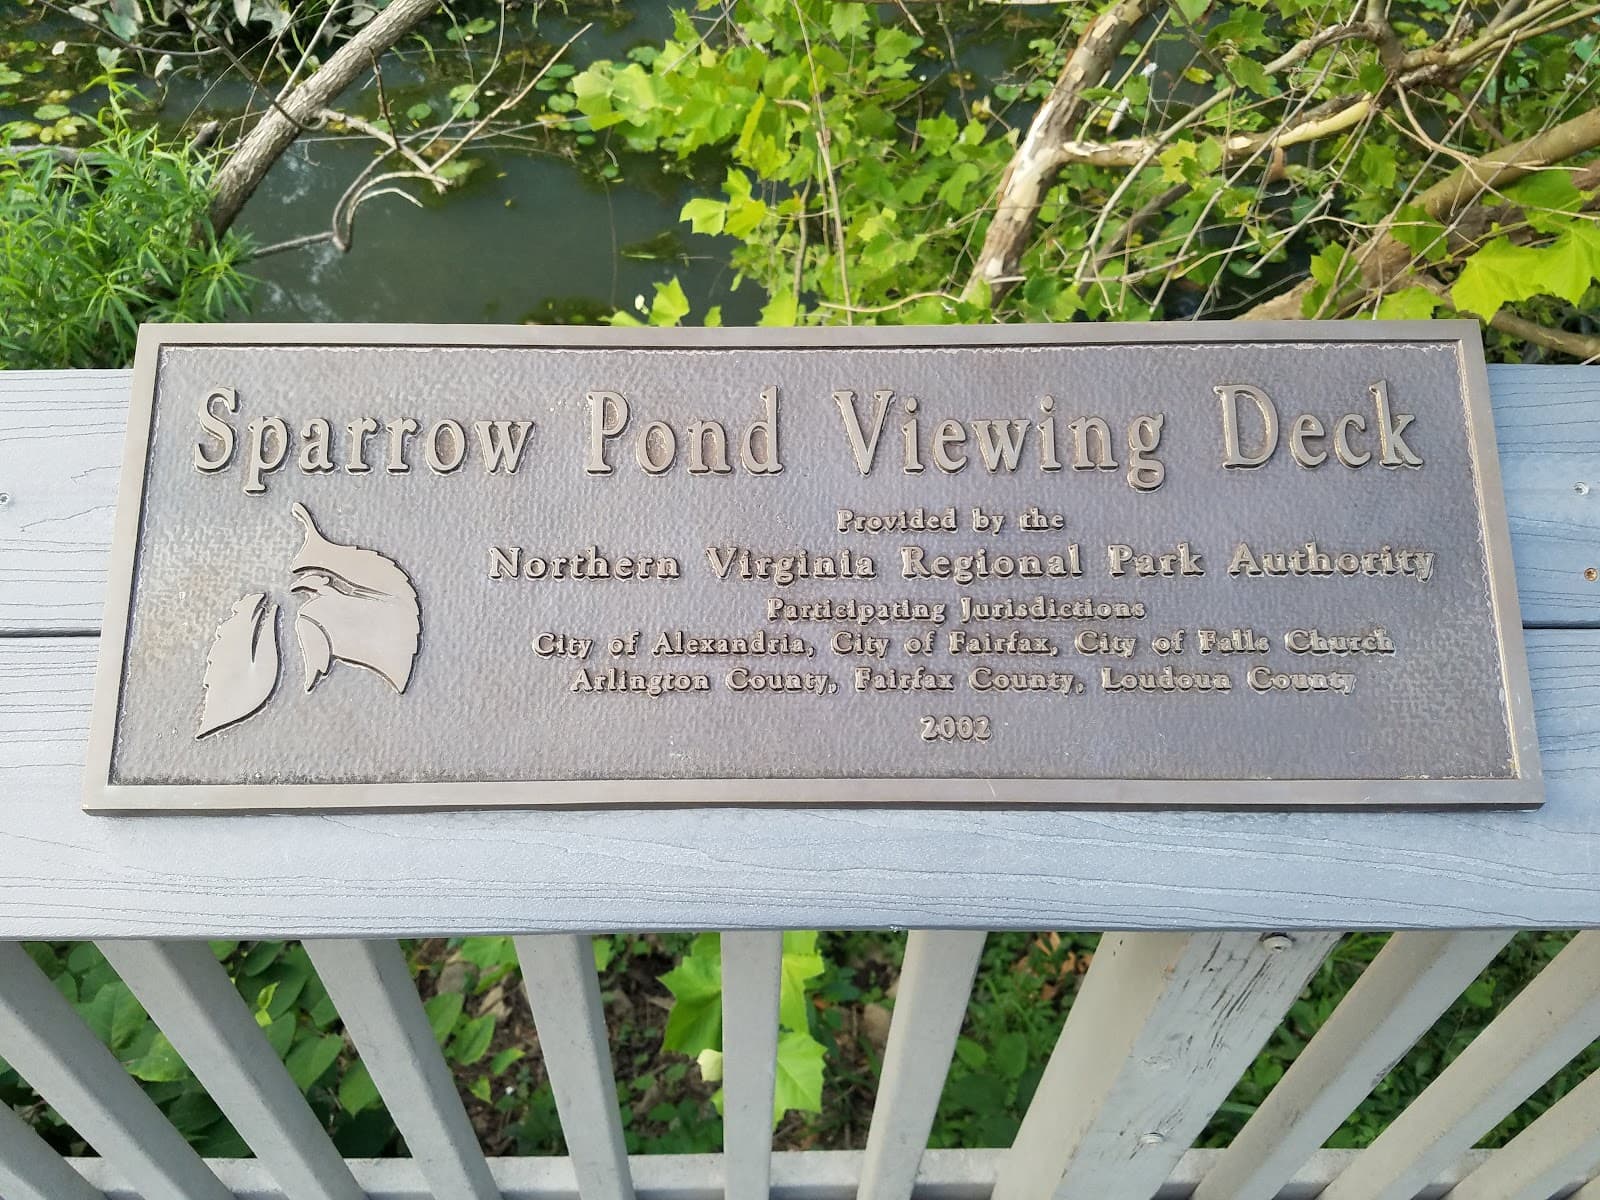 Sparrow Pond Viewing Deck
Provided by the
Northern Virginia Regional Park Authority
Participating Jurisdictions
City of Alexandria, City of Fairfax, City of Falls Church
Arlington County, Fairfax County, Loudoun County
2002